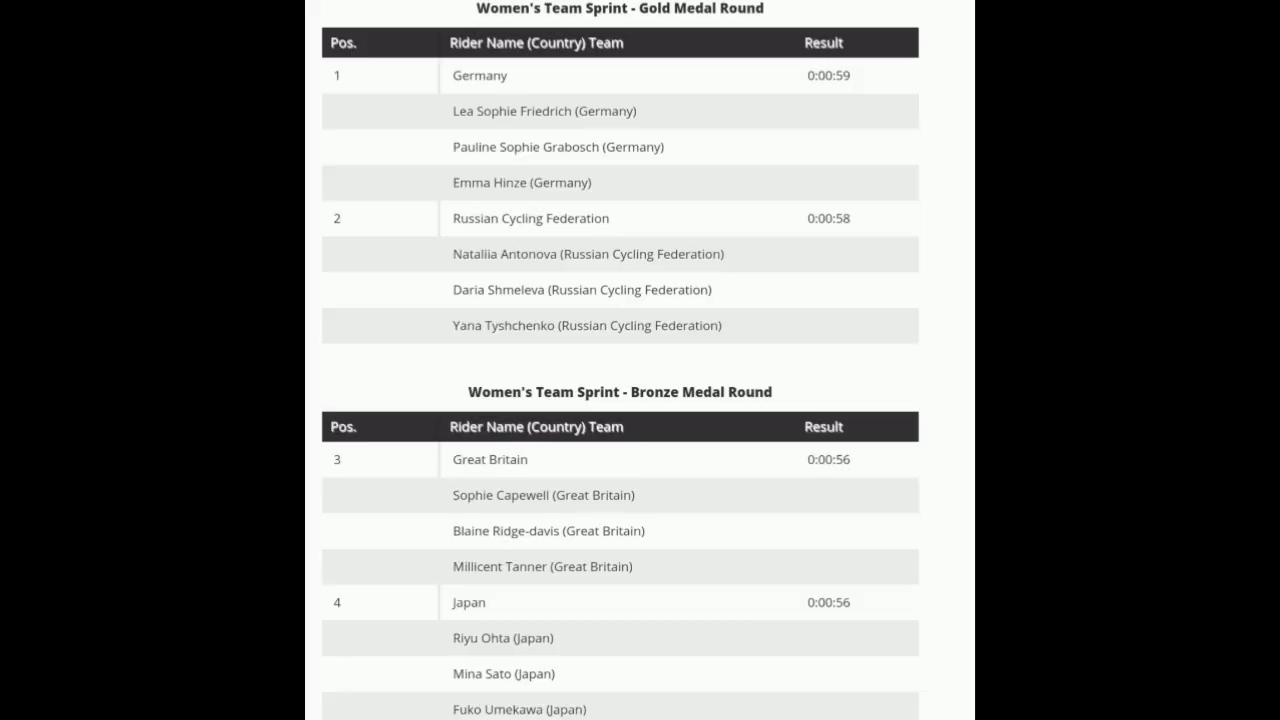 Women's Team Sprint - Gold Medal Round
Pos. Rider Name (Country) Team Result
1 Germany 0:00:59
Lea Sophie Friedrich (Germany)
Pauline Sophie Grabosch (Germany)
Emma Hinze (Germany)
2 Russian Cycling Federation 0:00:58
Nataliia Antonova (Russian Cycling Federation)
Daria Shmeleva (Russian Cycling Federation)
Yana Tyshchenko (Russian Cycling Federation)
Women's Team Sprint - Bronze Medal Round
Pos. Rider Name (Country) Team Result
3 Great Britain 0:00:56
Sophie Capewell (Great Britain)
Blaine Ridge-davis (Great Britain)
Millicent Tanner (Great Britain)
4 Japan 0:00:56
Riyu Ohta (Japan)
Mina Sato (Japan)
Fuko Umekawa (Japan)